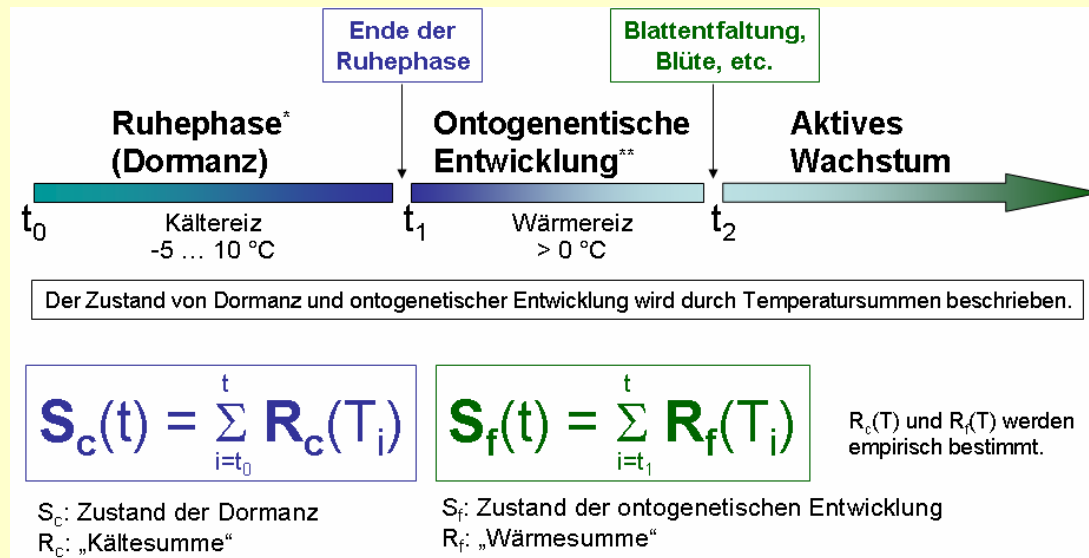 Ende der
Ruhephase
Blattentfaltung,
Blüte, etc.
Ruhephase*
(Dormanz)
Ontogenentische
Entwicklung**
Aktives
Wachstum
t0
Kältereiz
-5 ... 10 °C
t1
Wärmereiz
> 0 °C
t2
Der Zustand von Dormanz und ontogenetischer Entwicklung wird durch Temperatursummen beschrieben.
Sc(t) = Σ_{i=t0}^{t} Rc(Ti)
Sf(t) = Σ_{i=t1}^{t} Rf(Ti)
Rc(T) und Rf(T) werden
empirisch bestimmt.
Sc: Zustand der Dormanz
Rc: „Kältesumme“
Sf: Zustand der ontogenetischen Entwicklung
Rf: „Wärmesumme“